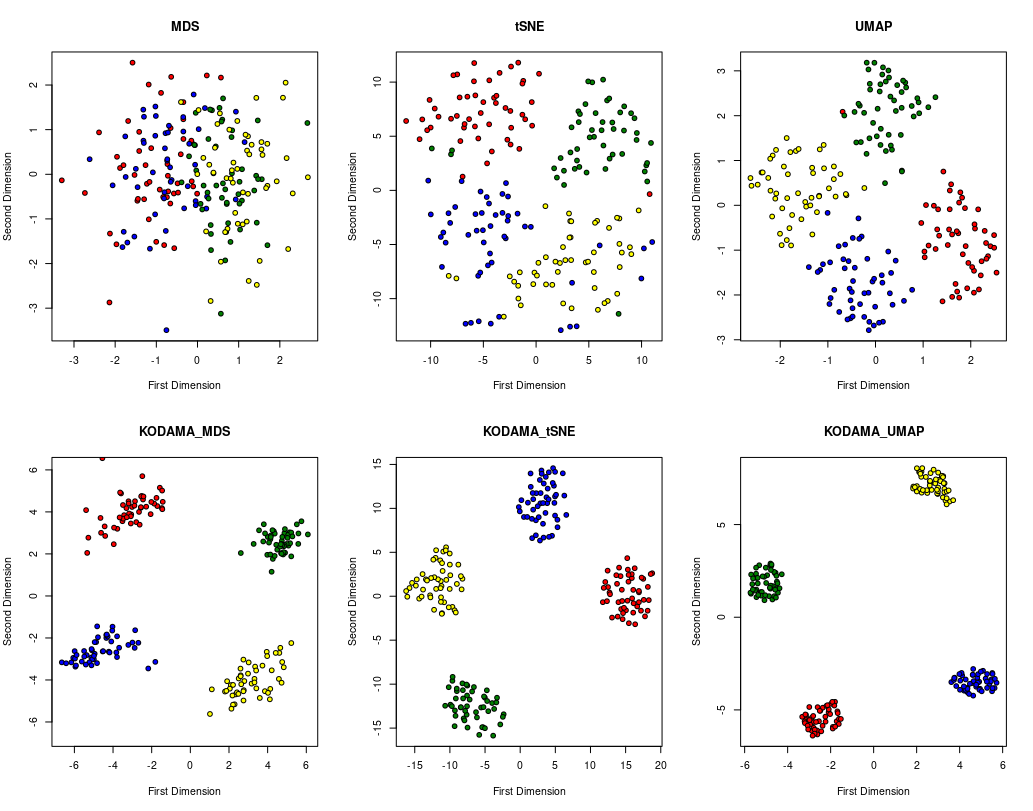 MDS
tSNE
UMAP
2
1
0
-1
-2
-3
Second Dimension
-3 -2 -1 0 1 2
First Dimension
10
5
0
-5
-10
Second Dimension
-10 -5 0 5 10
First Dimension
3
2
1
0
-1
-2
-3
Second Dimension
-2 -1 0 1 2
First Dimension
KODAMA_MDS
KODAMA_tSNE
KODAMA_UMAP
6
4
2
0
-2
-4
-6
Second Dimension
-6 -4 -2 0 2 4 6
First Dimension
15
10
5
0
-5
-10
-15
Second Dimension
-15 -10 -5 0 5 10 15 20
First Dimension
5
0
-5
Second Dimension
-6 -4 -2 0 2 4 6
First Dimension